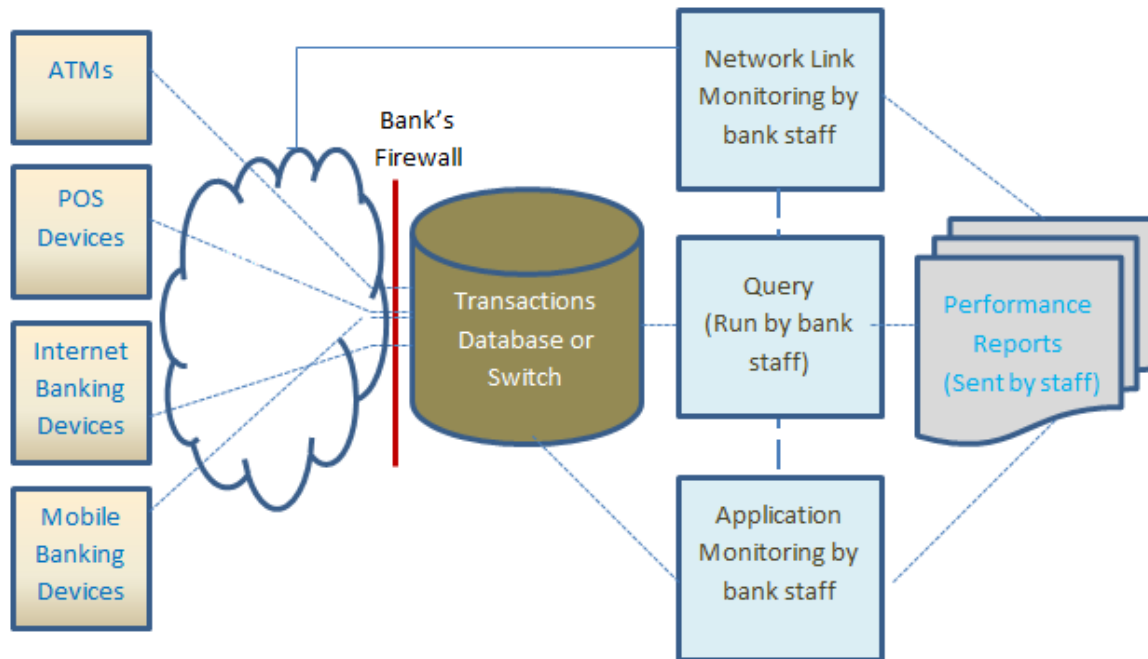 ATMs
POS
Devices
Internet
Banking
Devices
Mobile
Banking
Devices
Bank's
Firewall
Transactions
Database or
Switch
Network Link
Monitoring by
bank staff
Query
(Run by bank
staff)
Application
Monitoring by
bank staff
Performance
Reports
(Sent by staff)